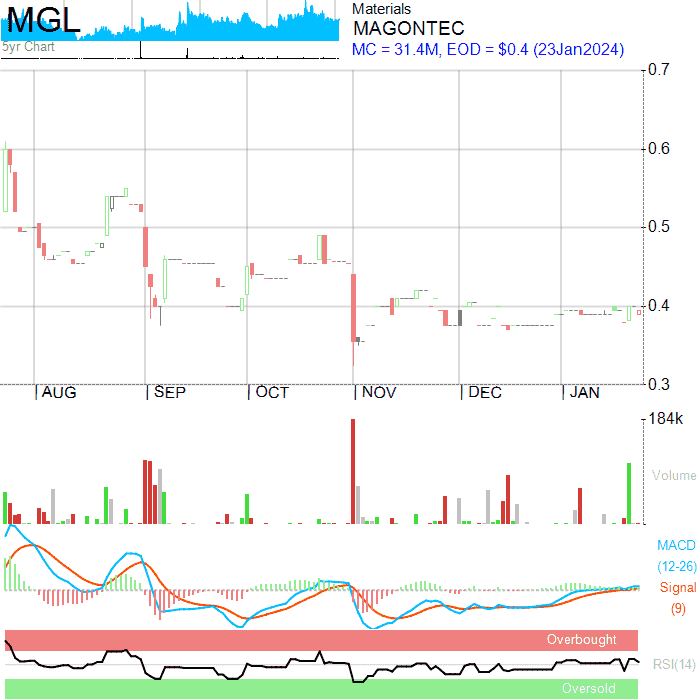 MGL
5yr Chart
Materials
MAGONTEC
MC = 31.4M, EOD = $0.4 (23Jan2024)
0.7
0.6
0.5
0.4
0.3
AUG SEP OCT NOV DEC JAN
184k
Volume
MACD
(12-26)
Signal
(9)
Overbought
RSI(14)
Oversold